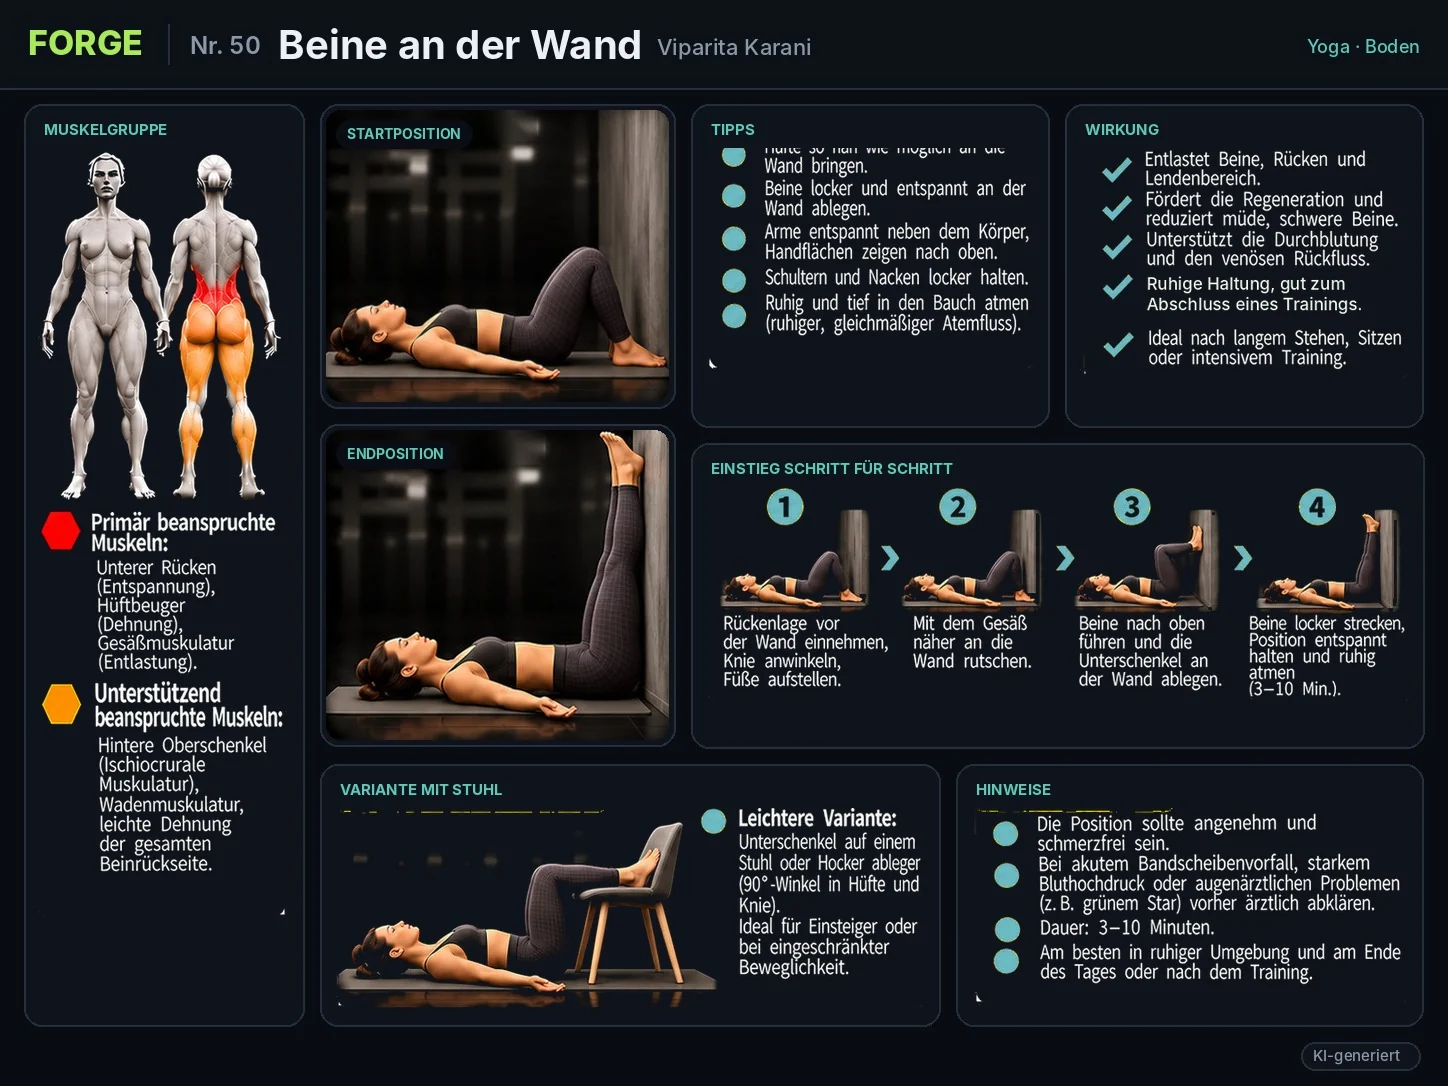 FORGE
Nr. 50
Beine an der Wand
Viparita Karani
Yoga · Boden
MUSKELGRUPPE
Primär beanspruchte
Muskeln:
Unterer Rücken
(Entspannung),
Hüftbeuger
(Dehnung),
Gesäßmuskulatur
(Entlastung).
Unterstützend
beanspruchte Muskeln:
Hintere Oberschenkel
(Ischiocrurale
Muskulatur),
Wadenmuskulatur,
leichte Dehnung
der gesamten
Beinrückseite.
STARTPOSITION
ENDPOSITION
TIPPS
Hüfte so nah wie möglich an die
Wand bringen.
Beine locker und entspannt an der
Wand ablegen.
Arme entspannt neben dem Körper,
Handflächen zeigen nach oben.
Schultern und Nacken locker halten.
Ruhig und tief in den Bauch atmen
(ruhiger, gleichmäßiger Atemfluss).
WIRKUNG
Entlastet Beine, Rücken und
Lendenbereich.
Fördert die Regeneration und
reduziert müde, schwere Beine.
Unterstützt die Durchblutung
und den venösen Rückfluss.
Ruhige Haltung, gut zum
Abschluss eines Trainings.
Ideal nach langem Stehen, Sitzen
oder intensivem Training.
EINSTIEG SCHRITT FÜR SCHRITT
1
Rückenlage vor
der Wand einnehmen,
Knie anwinkeln,
Füße aufstellen.
2
Mit dem Gesäß
näher an die
Wand rutschen.
3
Beine nach oben
führen und die
Unterschenkel an
der Wand ablegen.
4
Beine locker strecken,
Position entspannt
halten und ruhig
atmen
(3–10 Min.).
VARIANTE MIT STUHL
Leichtere Variante:
Unterschenkel auf einem
Stuhl oder Hocker ableger
(90°-Winkel in Hüfte und
Knie).
Ideal für Einsteiger oder
bei eingeschränkter
Beweglichkeit.
HINWEISE
Die Position sollte angenehm und
schmerzfrei sein.
Bei akutem Bandscheibenvorfall, starkem
Bluthochdruck oder augenärztlichen Problemen
(z. B. grünem Star) vorher ärztlich abklären.
Dauer: 3–10 Minuten.
Am besten in ruhiger Umgebung und am Ende
des Tages oder nach dem Training.
KI-generiert